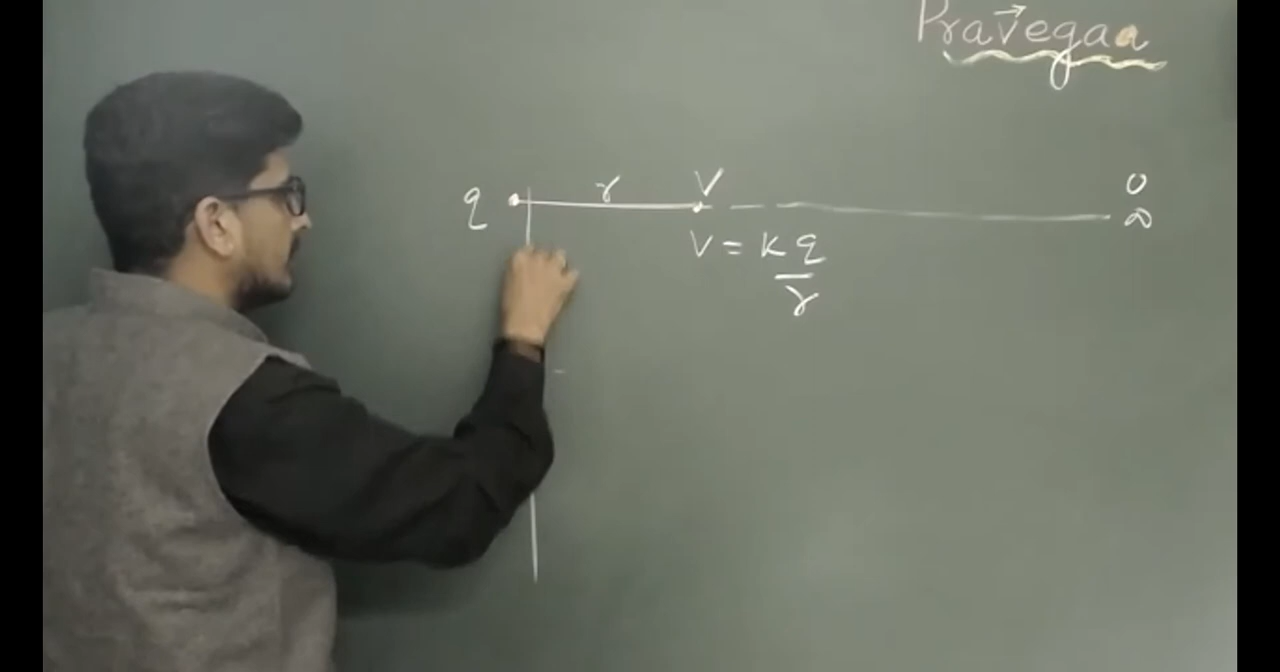 Pravegaa
0
q r V ∞
V = kq/r